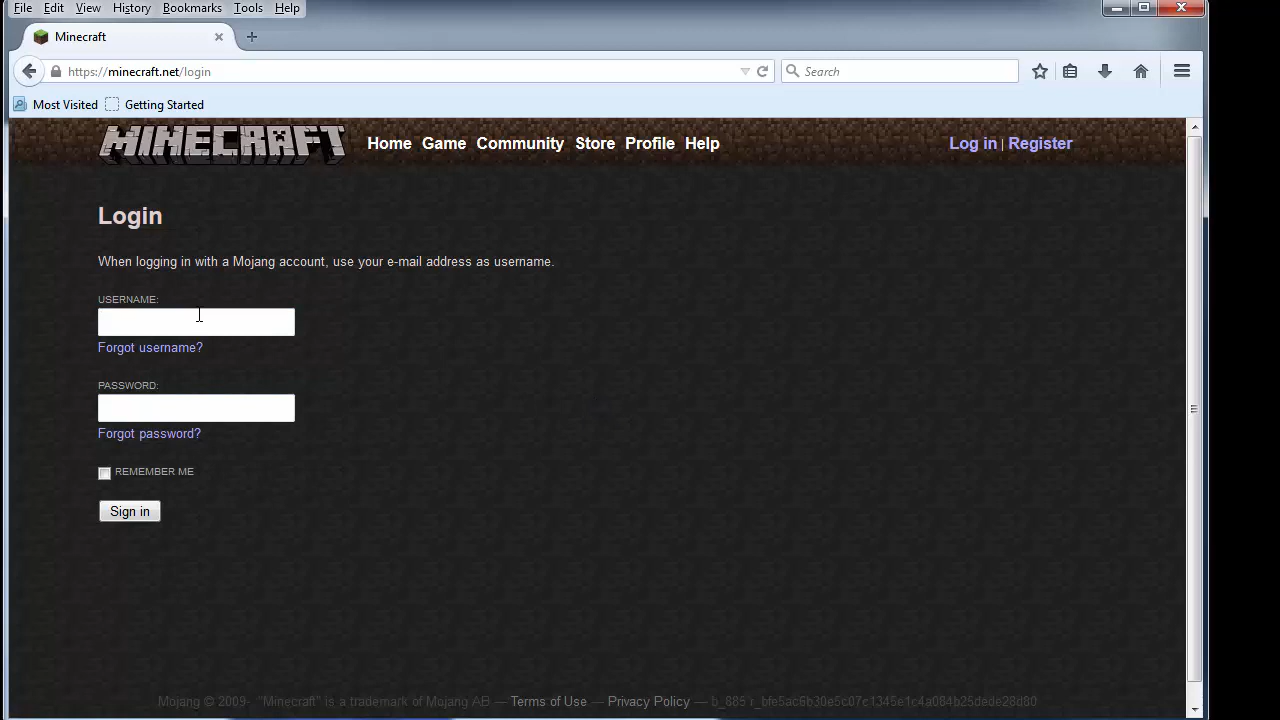 File Edit View History Bookmarks Tools Help
Minecraft
https://minecraft.net/login
Search
Most Visited Getting Started
MINECRAFT Home Game Community Store Profile Help Log in | Register
Login
When logging in with a Mojang account, use your e-mail address as username.
USERNAME:
Forgot username?
PASSWORD:
Forgot password?
REMEMBER ME
Sign in
Mojang © 2009- "Minecraft" is a trademark of Mojang AB — Terms of Use — Privacy Policy —